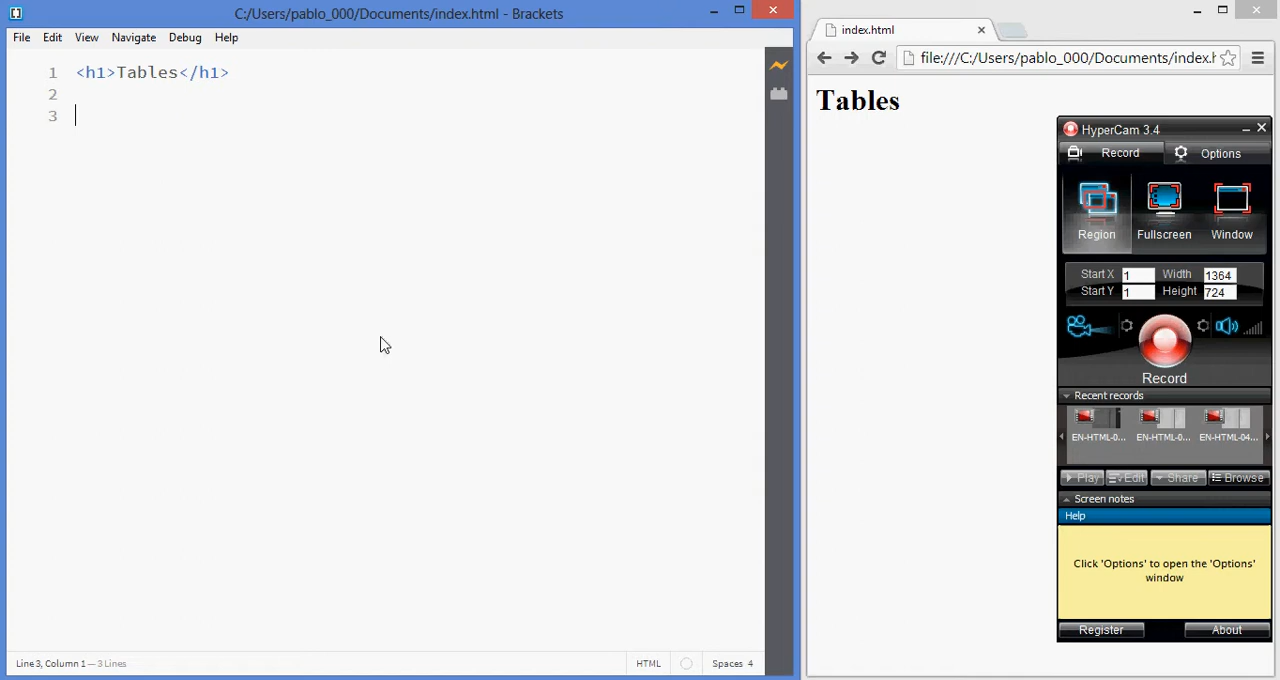 C:/Users/pablo_000/Documents/index.html - Brackets
File Edit View Navigate Debug Help
1 <h1>Tables</h1>
2
3
Line 3, Column 1 — 3 Lines
HTML
Spaces 4
index.html
file:///C:/Users/pablo_000/Documents/index.h
Tables
HyperCam 3.4
Record Options
Region Fullscreen Window
Start X 1 Width 1364
Start Y 1 Height 724
Record
Recent records
EN-HTML-0... EN-HTML-0... EN-HTML-04...
Play Edit Share Browse
Screen notes
Help
Click 'Options' to open the 'Options'
window
Register About